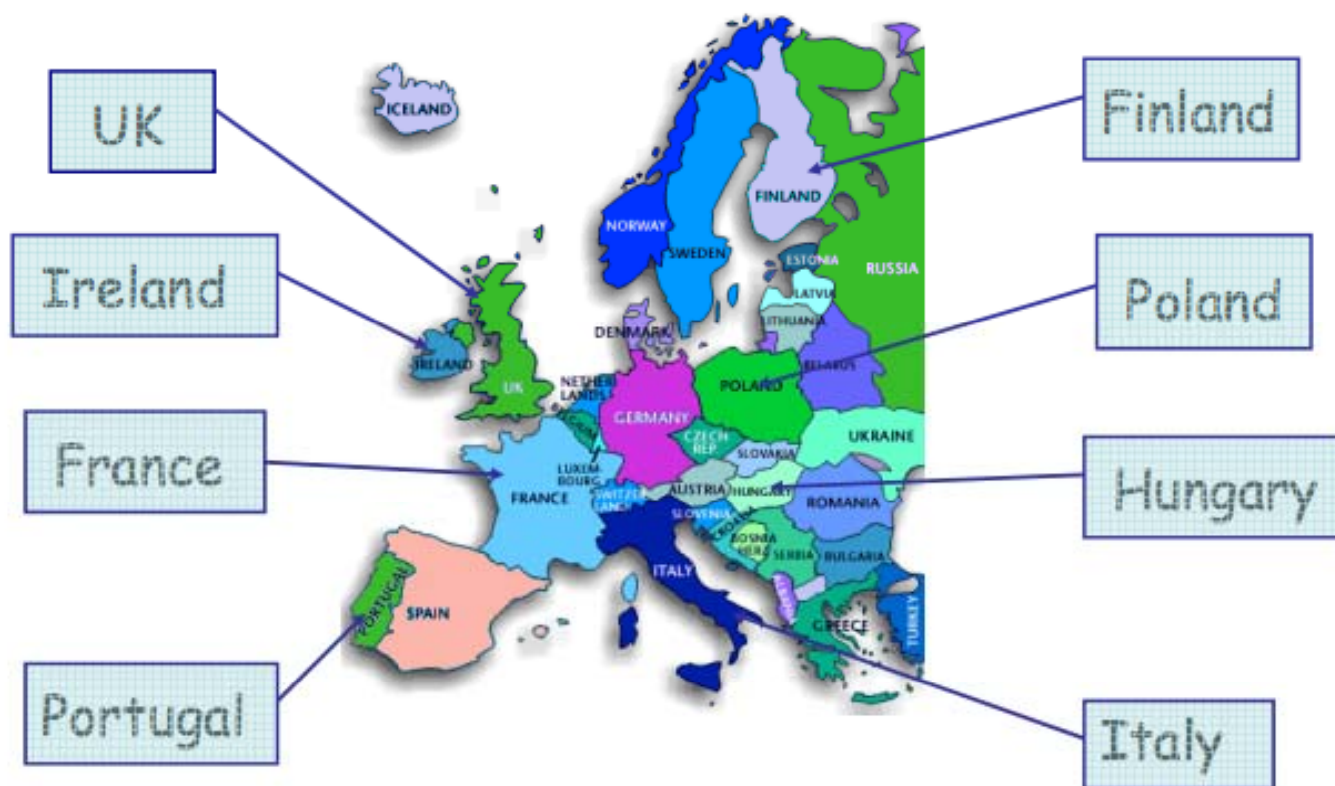 UK
Ireland
France
Portugal
Finland
Poland
Hungary
Italy
ICELAND
NORWAY
SWEDEN
FINLAND
ESTONIA
RUSSIA
LATVIA
LITHUANIA
DENMARK
BELARUS
IRELAND
UK
NETHER
LANDS
POLAND
GERMANY
BELGIUM
CZECH
REP.
UKRAINE
SLOVAKIA
LUXEM-
BOURG
FRANCE
SWITZER
LAND
AUSTRIA
HUNGARY
ROMANIA
SLOVENIA
CROATIA
BOSNIA
HERZ
SERBIA
BULGARIA
ITALY
PORTUGAL
SPAIN
GREECE
TURKEY